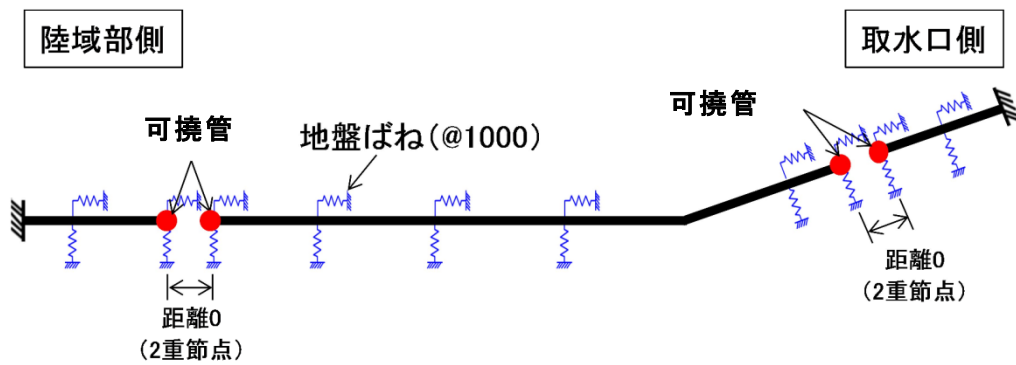 陸域部側
取水口側
可撓管
可撓管
地盤ばね(@1000)
距離0
(2重節点)
距離0
(2重節点)